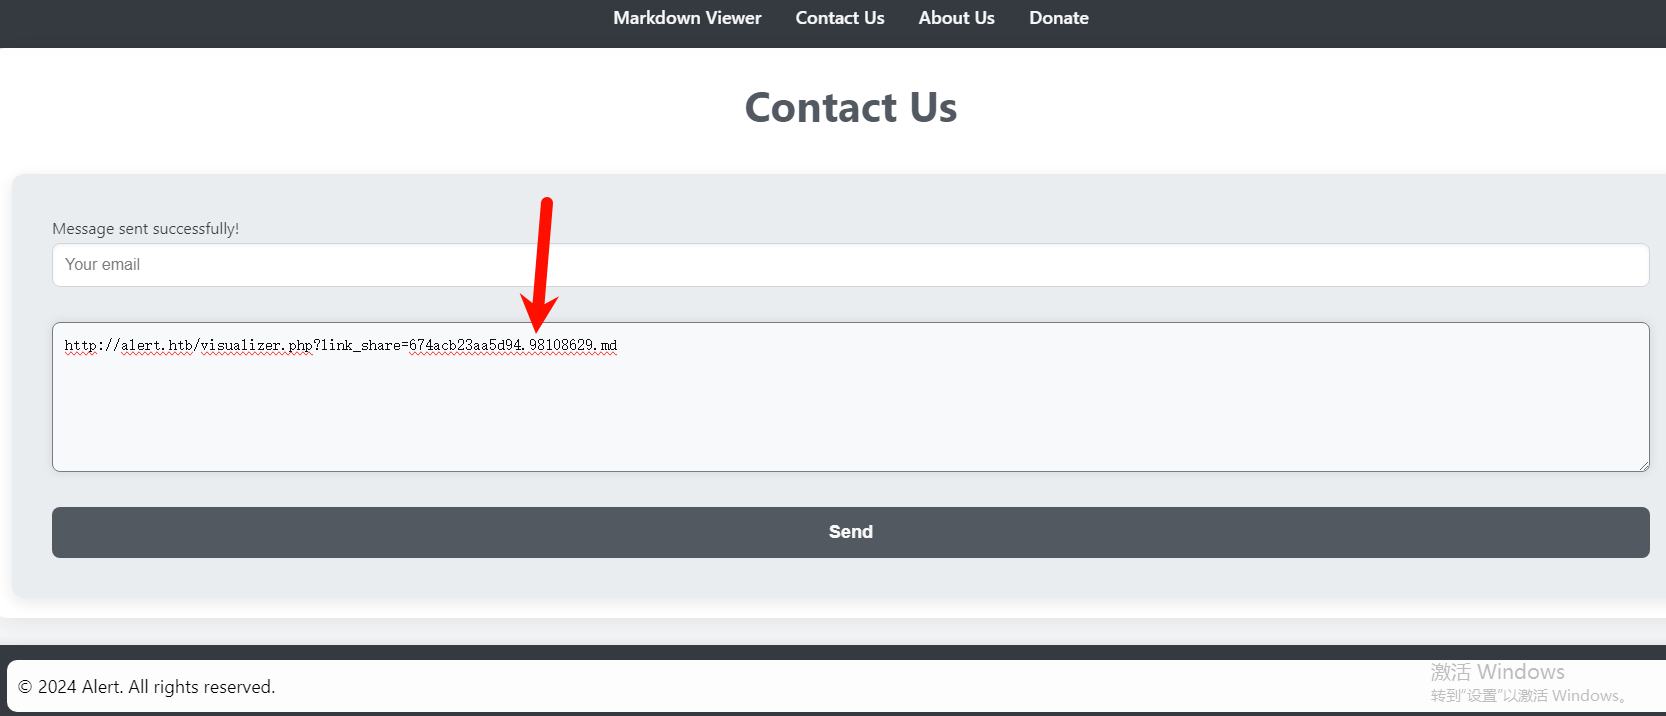 Markdown Viewer Contact Us About Us Donate
Contact Us
Message sent successfully!
Your email
http://alert.htb/visualizer.php?link_share=674acb23aa5d94.98108629.md
Send
© 2024 Alert. All rights reserved.
激活 Windows
转到“设置”以激活 Windows。